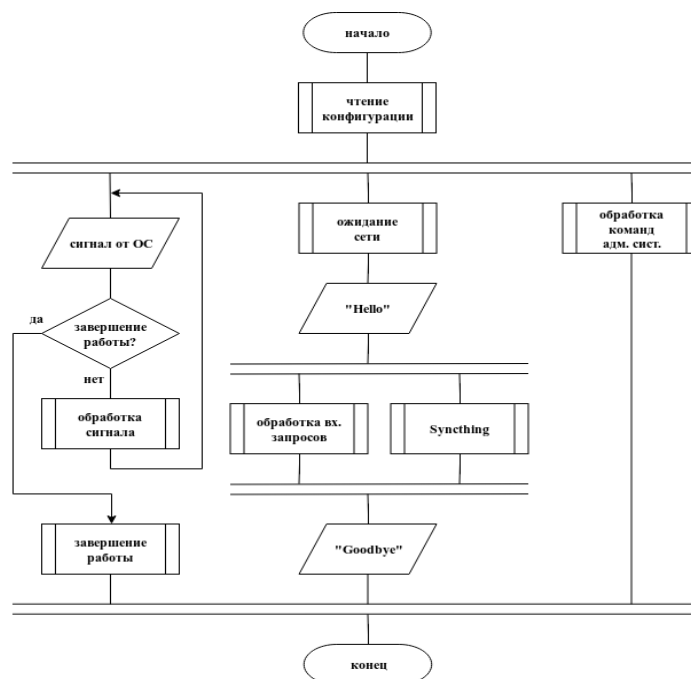 начало
чтение
конфигурации
сигнал от ОС
ожидание
сети
обработка
команд
адм. сист.
"Hello"
да
завершение
работы?
нет
обработка
сигнала
обработка вх.
запросов
Syncthing
завершение
работы
"Goodbye"
конец